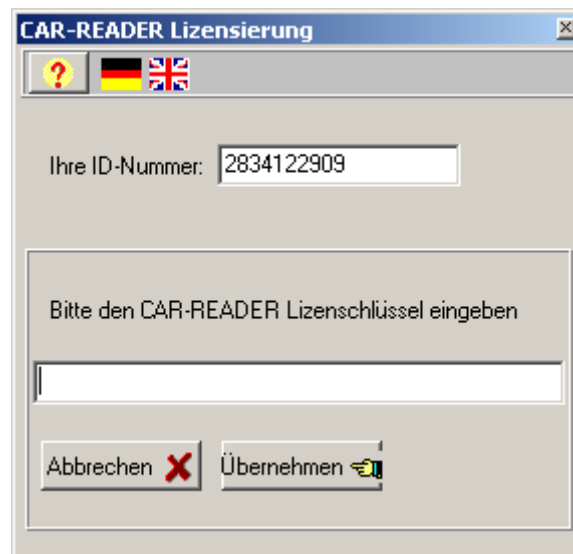 CAR-READER Lizensierung
?
Ihre ID-Nummer: 2834122909
Bitte den CAR-READER Lizenschlüssel eingeben
Abbrechen Übernehmen